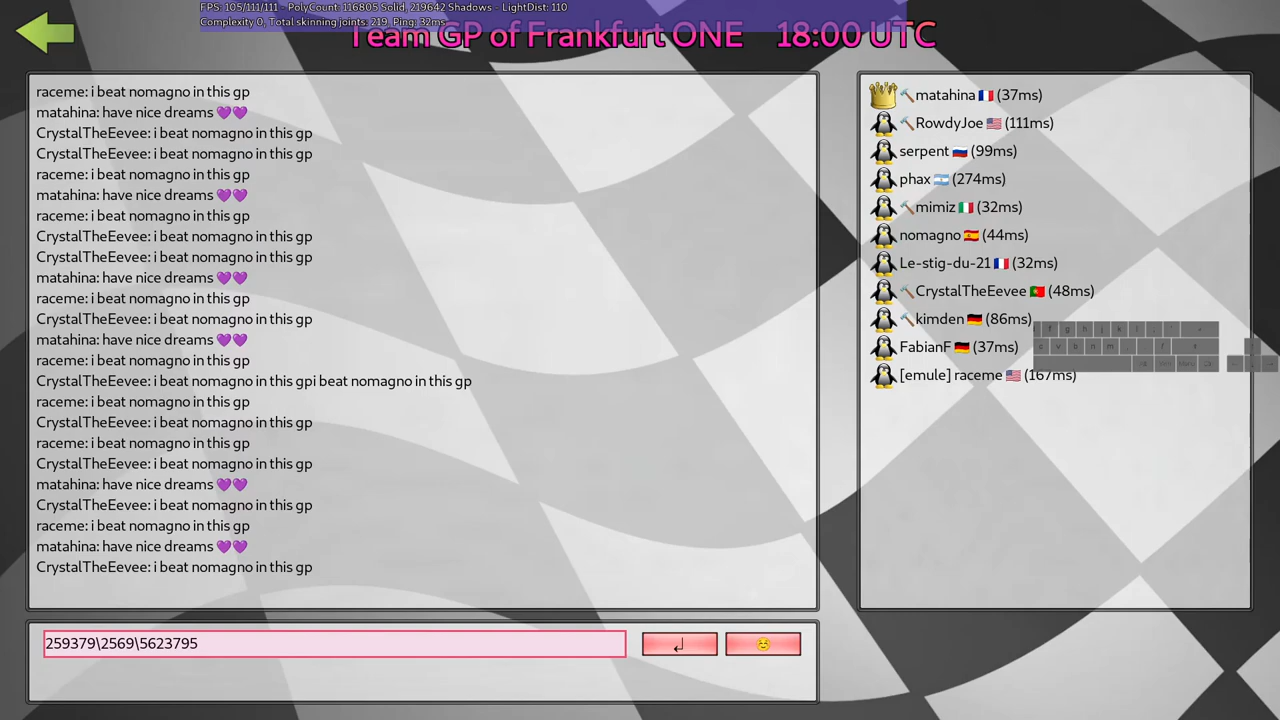 FPS: 105/111/111 - PolyCount: 116805 Solid, 219642 Shadows - LightDist: 110
Complexity 0, Total skinning joints: 219, Ping: 32ms
Team GP of Frankfurt ONE 18:00 UTC
raceme: i beat nomagno in this gp
matahina: have nice dreams 💜💜
CrystalTheEevee: i beat nomagno in this gp
CrystalTheEevee: i beat nomagno in this gp
raceme: i beat nomagno in this gp
matahina: have nice dreams 💜💜
raceme: i beat nomagno in this gp
CrystalTheEevee: i beat nomagno in this gp
CrystalTheEevee: i beat nomagno in this gp
matahina: have nice dreams 💜💜
raceme: i beat nomagno in this gp
CrystalTheEevee: i beat nomagno in this gp
matahina: have nice dreams 💜💜
raceme: i beat nomagno in this gp
CrystalTheEevee: i beat nomagno in this gpi beat nomagno in this gp
raceme: i beat nomagno in this gp
CrystalTheEevee: i beat nomagno in this gp
raceme: i beat nomagno in this gp
CrystalTheEevee: i beat nomagno in this gp
matahina: have nice dreams 💜💜
CrystalTheEevee: i beat nomagno in this gp
raceme: i beat nomagno in this gp
matahina: have nice dreams 💜💜
CrystalTheEevee: i beat nomagno in this gp
259379\2569\5623795
🔨matahina 🇫🇷 (37ms)
🔨RowdyJoe 🇺🇸 (111ms)
serpent 🇷🇺 (99ms)
phax 🇦🇷 (274ms)
🔨mimiz 🇮🇹 (32ms)
nomagno 🇪🇸 (44ms)
Le-stig-du-21 🇫🇷 (32ms)
🔨CrystalTheEevee 🇵🇹 (48ms)
🔨kimden 🇩🇪 (86ms)
FabianF 🇩🇪 (37ms)
[emule] raceme 🇺🇸 (167ms)
f g h j k l
c v b n m